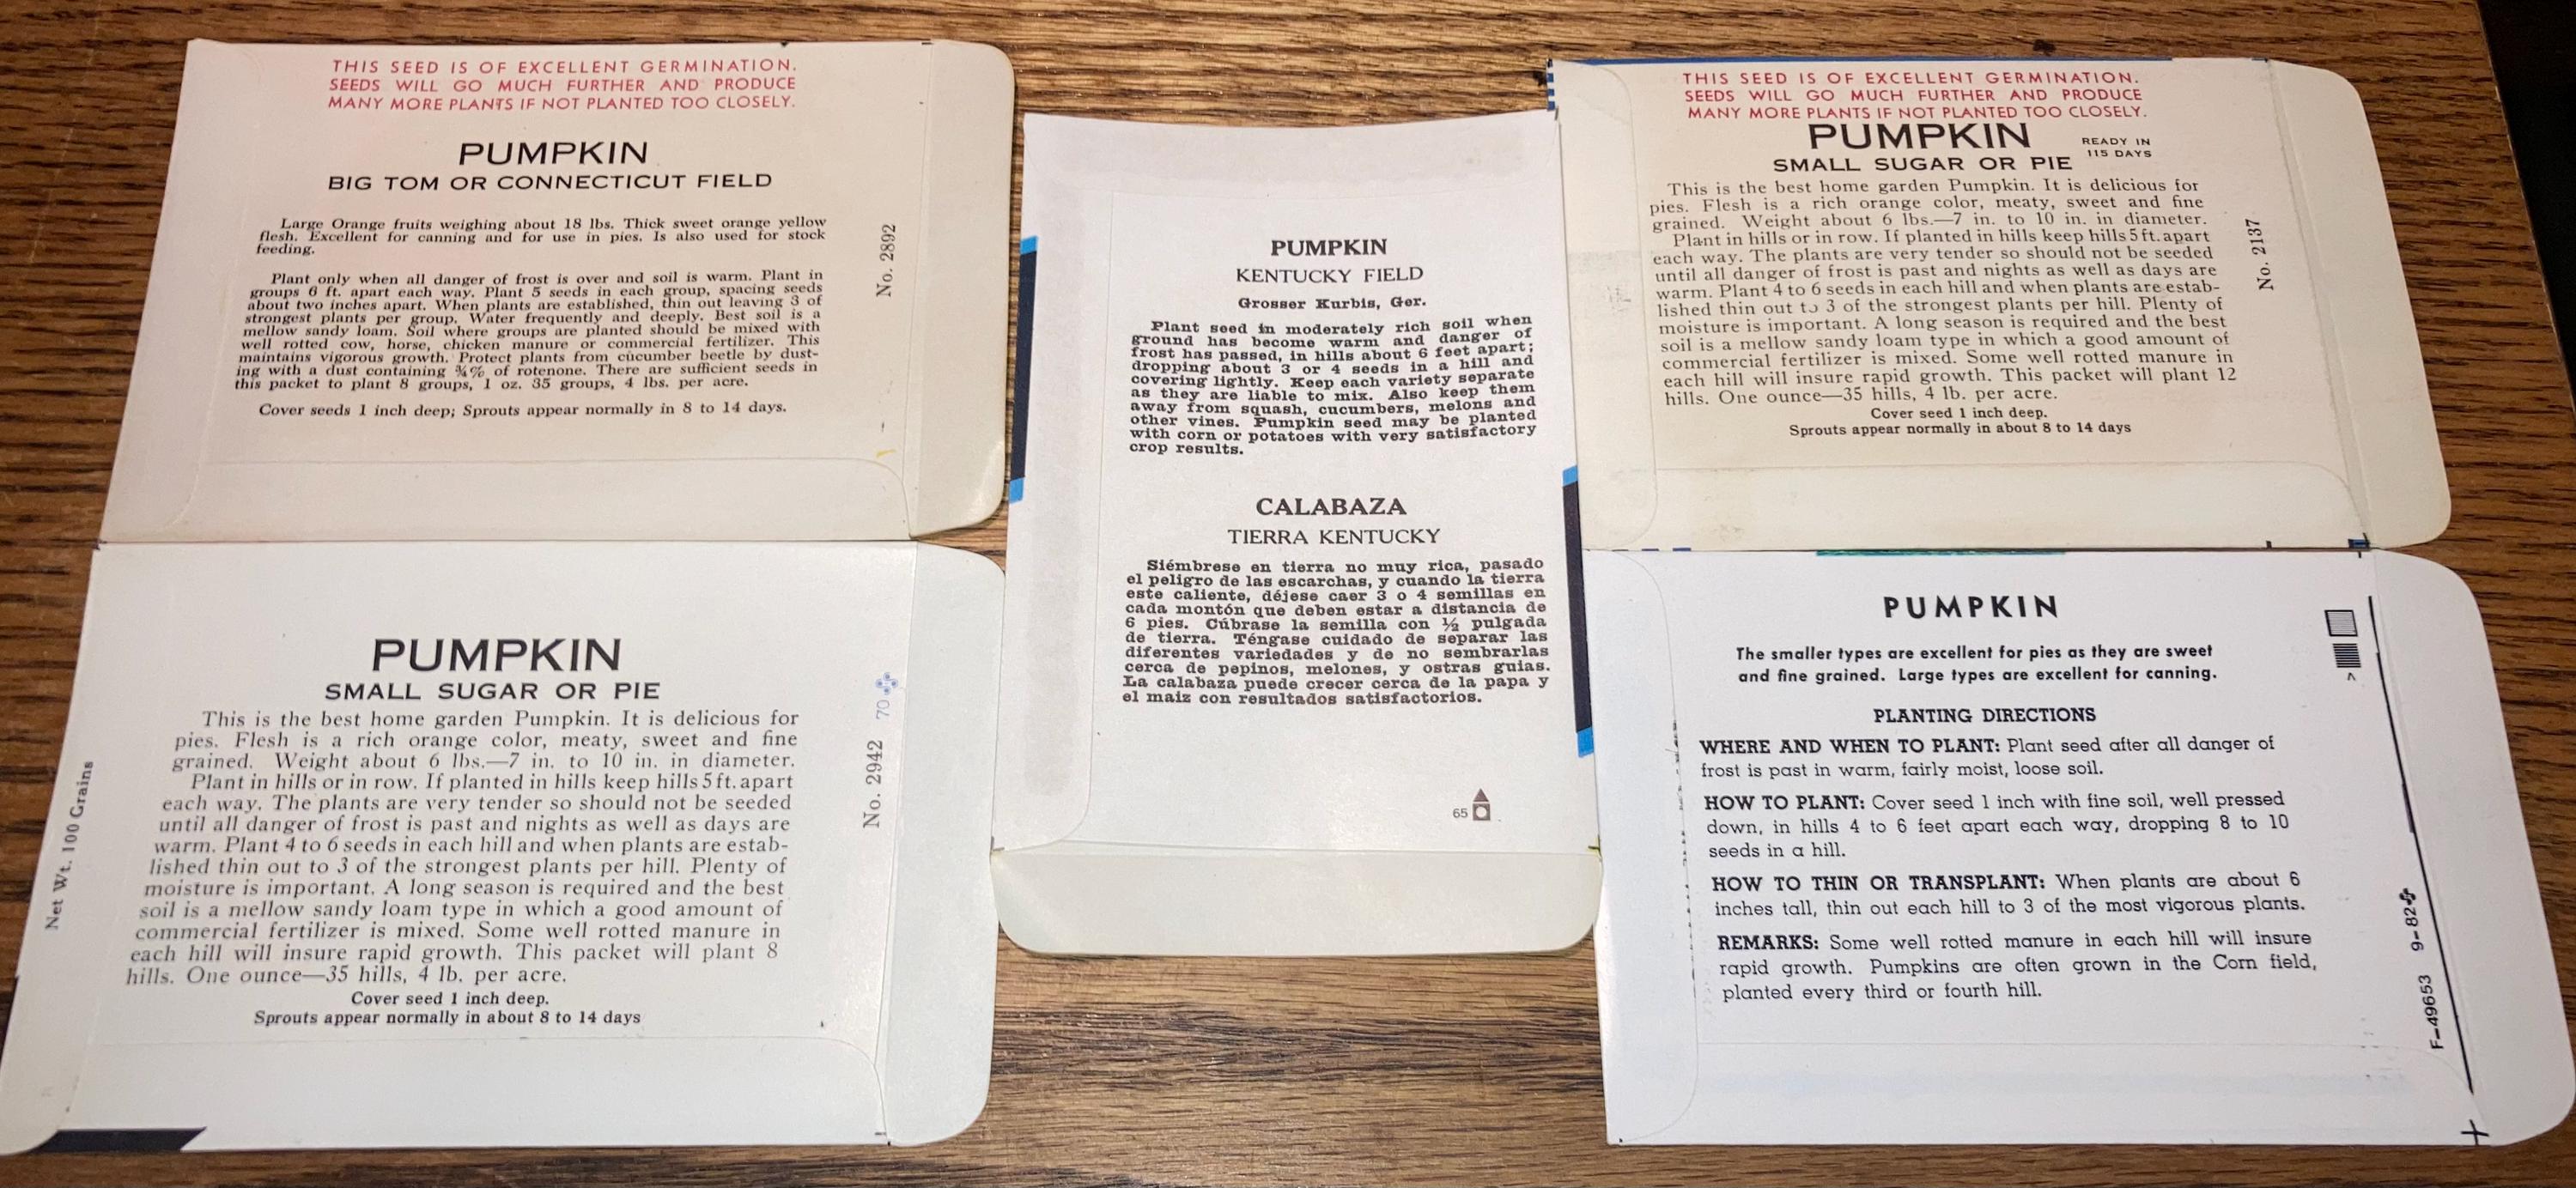 THIS SEED IS OF EXCELLENT GERMINATION.
SEEDS WILL GO MUCH FURTHER AND PRODUCE
MANY MORE PLANTS IF NOT PLANTED TOO CLOSELY.
PUMPKIN
BIG TOM OR CONNECTICUT FIELD
Large Orange fruits weighing about 18 lbs. Thick sweet orange yellow
flesh. Excellent for canning and for use in pies. Is also used for stock
feeding.
Plant only when all danger of frost is over and soil is warm. Plant in
groups 6 ft. apart each way. Plant 5 seeds in each group, spacing seeds
about two inches apart. When plants are established, thin out leaving 3 of
strongest plants per group. Water frequently and deeply. Best soil is a
mellow sandy loam. Soil where groups are planted should be mixed with
well rotted cow, horse, chicken manure or commercial fertilizer. This
maintains vigorous growth. Protect plants from cucumber beetle by dust-
ing with a dust containing ¾% of rotenone. There are sufficient seeds in
this packet to plant 8 groups, 1 oz. 35 groups, 4 lbs. per acre.
Cover seeds 1 inch deep; Sprouts appear normally in 8 to 14 days.
No. 2892
PUMPKIN
SMALL SUGAR OR PIE
This is the best home garden Pumpkin. It is delicious for
pies. Flesh is a rich orange color, meaty, sweet and fine
grained. Weight about 6 lbs.—7 in. to 10 in. in diameter.
Plant in hills or in row. If planted in hills keep hills 5 ft. apart
each way. The plants are very tender so should not be seeded
until all danger of frost is past and nights as well as days are
warm. Plant 4 to 6 seeds in each hill and when plants are estab-
lished thin out to 3 of the strongest plants per hill. Plenty of
moisture is important. A long season is required and the best
soil is a mellow sandy loam type in which a good amount of
commercial fertilizer is mixed. Some well rotted manure in
each hill will insure rapid growth. This packet will plant 8
hills. One ounce—35 hills, 4 lb. per acre.
Cover seed 1 inch deep.
Sprouts appear normally in about 8 to 14 days
Net Wt. 100 Grains
No. 2942 70
PUMPKIN
KENTUCKY FIELD
Grosser Kurbis, Ger.
Plant seed in moderately rich soil when
ground has become warm and danger of
frost has passed, in hills about 6 feet apart;
dropping about 3 or 4 seeds in a hill and
covering lightly. Keep each variety separate
as they are liable to mix. Also keep them
away from squash, cucumbers, melons and
other vines. Pumpkin seed may be planted
with corn or potatoes with very satisfactory
crop results.
CALABAZA
TIERRA KENTUCKY
Siémbrese en tierra no muy rica, pasado
el peligro de las escarchas, y cuando la tierra
este caliente, déjese caer 3 o 4 semillas en
cada montón que deben estar a distancia de
6 pies. Cúbrase la semilla con ½ pulgada
de tierra. Téngase cuidado de separar las
diferentes variedades y de no sembrarlas
cerca de pepinos, melones, y ostras guias.
La calabaza puede crecer cerca de la papa y
el maiz con resultados satisfactorios.
65
THIS SEED IS OF EXCELLENT GERMINATION.
SEEDS WILL GO MUCH FURTHER AND PRODUCE
MANY MORE PLANTS IF NOT PLANTED TOO CLOSELY.
PUMPKIN
READY IN
115 DAYS
SMALL SUGAR OR PIE
This is the best home garden Pumpkin. It is delicious for
pies. Flesh is a rich orange color, meaty, sweet and fine
grained. Weight about 6 lbs.—7 in. to 10 in. in diameter.
Plant in hills or in row. If planted in hills keep hills 5 ft. apart
each way. The plants are very tender so should not be seeded
until all danger of frost is past and nights as well as days are
warm. Plant 4 to 6 seeds in each hill and when plants are estab-
lished thin out to 3 of the strongest plants per hill. Plenty of
moisture is important. A long season is required and the best
soil is a mellow sandy loam type in which a good amount of
commercial fertilizer is mixed. Some well rotted manure in
each hill will insure rapid growth. This packet will plant 12
hills. One ounce—35 hills, 4 lb. per acre.
Cover seed 1 inch deep.
Sprouts appear normally in about 8 to 14 days
No. 2137
PUMPKIN
The smaller types are excellent for pies as they are sweet
and fine grained. Large types are excellent for canning.
PLANTING DIRECTIONS
WHERE AND WHEN TO PLANT: Plant seed after all danger of
frost is past in warm, fairly moist, loose soil.
HOW TO PLANT: Cover seed 1 inch with fine soil, well pressed
down, in hills 4 to 6 feet apart each way, dropping 8 to 10
seeds in a hill.
HOW TO THIN OR TRANSPLANT: When plants are about 6
inches tall, thin out each hill to 3 of the most vigorous plants.
REMARKS: Some well rotted manure in each hill will insure
rapid growth. Pumpkins are often grown in the Corn field,
planted every third or fourth hill.
F-49653 9-82